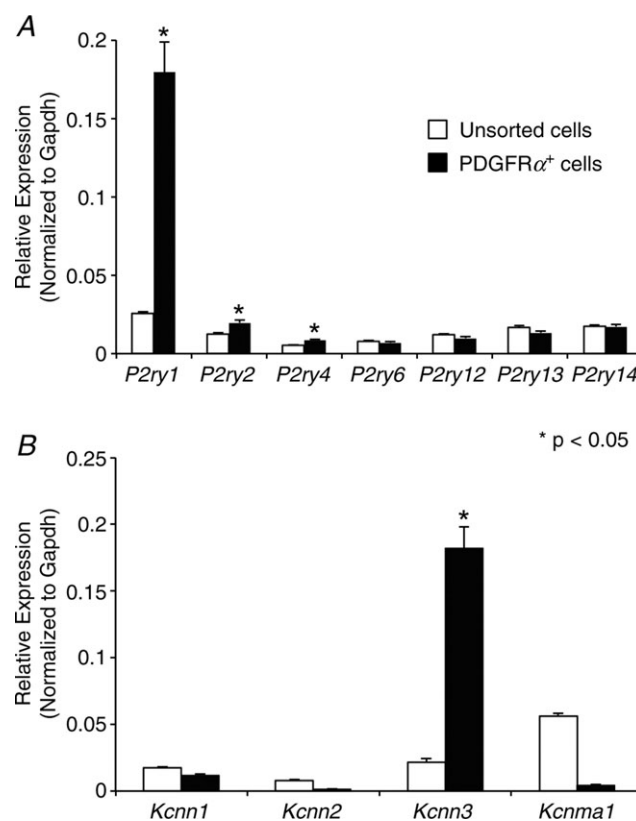 A
Relative Expression
(Normalized to Gapdh)
0.2
0.15
0.1
0.05
0
*
*
*
Unsorted cells
PDGFRα⁺ cells
P2ry1 P2ry2 P2ry4 P2ry6 P2ry12 P2ry13 P2ry14
B
* p < 0.05
Relative Expression
(Normalized to Gapdh)
0.25
0.2
0.15
0.1
0.05
0
*
Kcnn1 Kcnn2 Kcnn3 Kcnma1